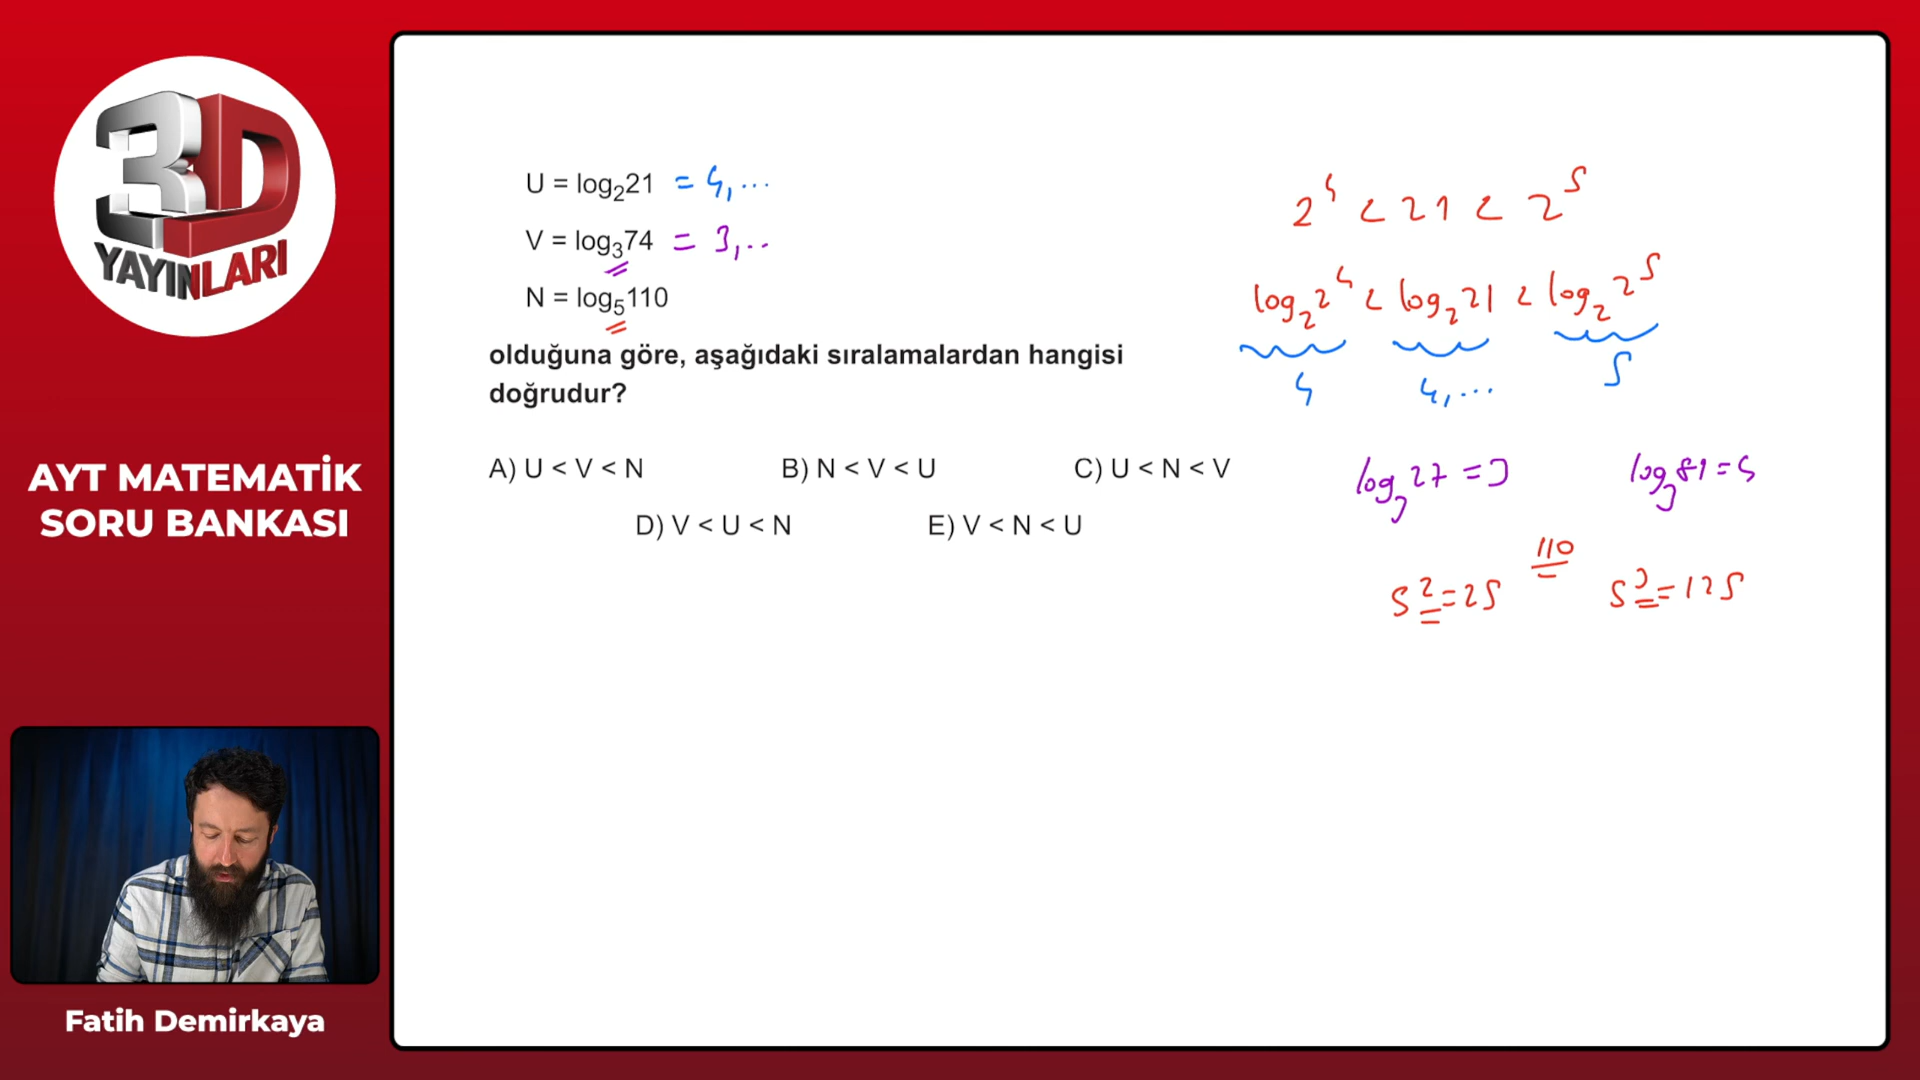 3D
YAYINLARI
AYT MATEMATİK
SORU BANKASI
Fatih Demirkaya
U = log₂21 = 4,...
V = log₃74 = 3,..
N = log₅110
olduğuna göre, aşağıdaki sıralamalardan hangisi
doğrudur?
A) U < V < N B) N < V < U C) U < N < V
D) V < U < N E) V < N < U
2⁴ < 21 < 2⁵
log₂2⁴ < log₂21 < log₂2⁵
4 4,... 5
log₃27 = 3 log₃81 = 4
110
5² = 25 5³ = 125